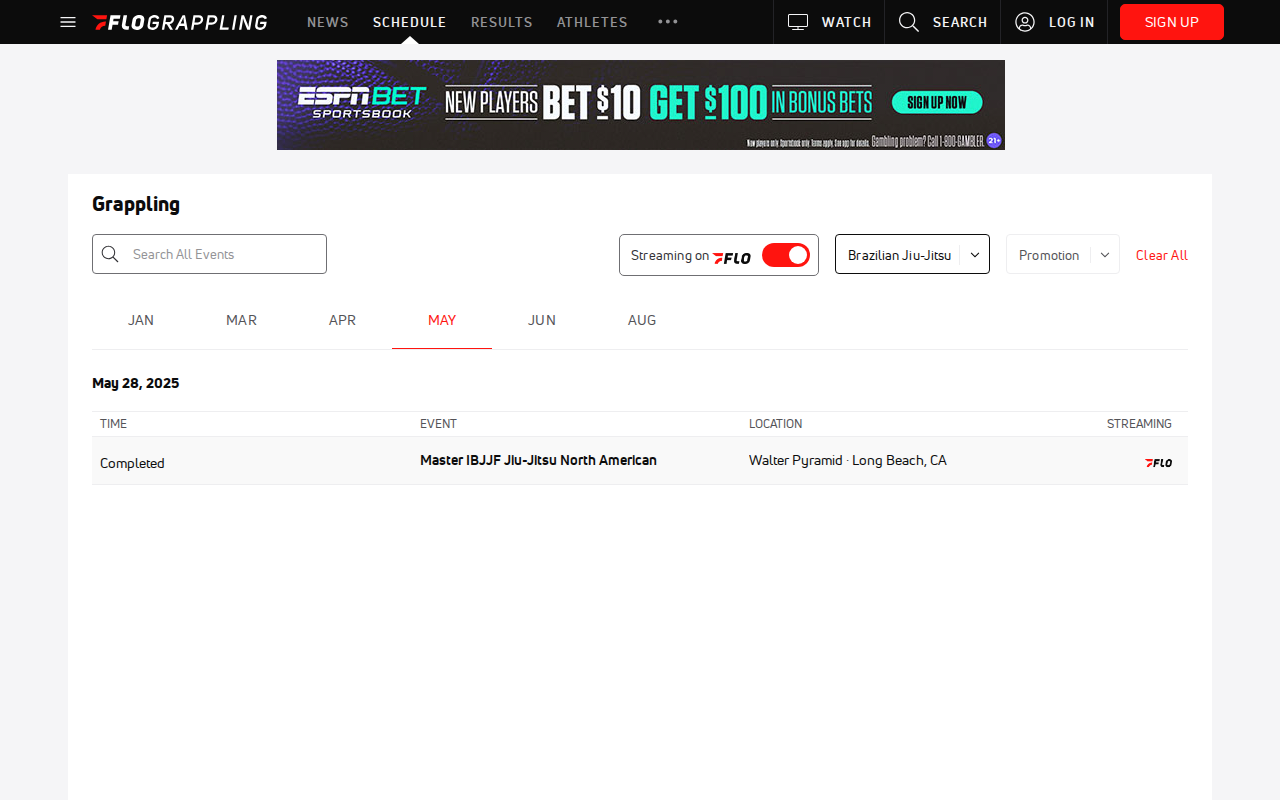 FLOGRAPPLING NEWS SCHEDULE RESULTS ATHLETES ••• WATCH SEARCH LOG IN SIGN UP
ESPN BET SPORTSBOOK NEW PLAYERS BET $10 GET $100 IN BONUS BETS SIGN UP NOW
New players only. Sportsbook only. Terms apply. See app for details. Gambling problem? Call 1-800-GAMBLER. 21+
Grappling
Search All Events Streaming on FLO Brazilian Jiu-Jitsu Promotion Clear All
JAN MAR APR MAY JUN AUG
May 28, 2025
TIME EVENT LOCATION STREAMING
Completed Master IBJJF Jiu-Jitsu North American Walter Pyramid · Long Beach, CA FLO